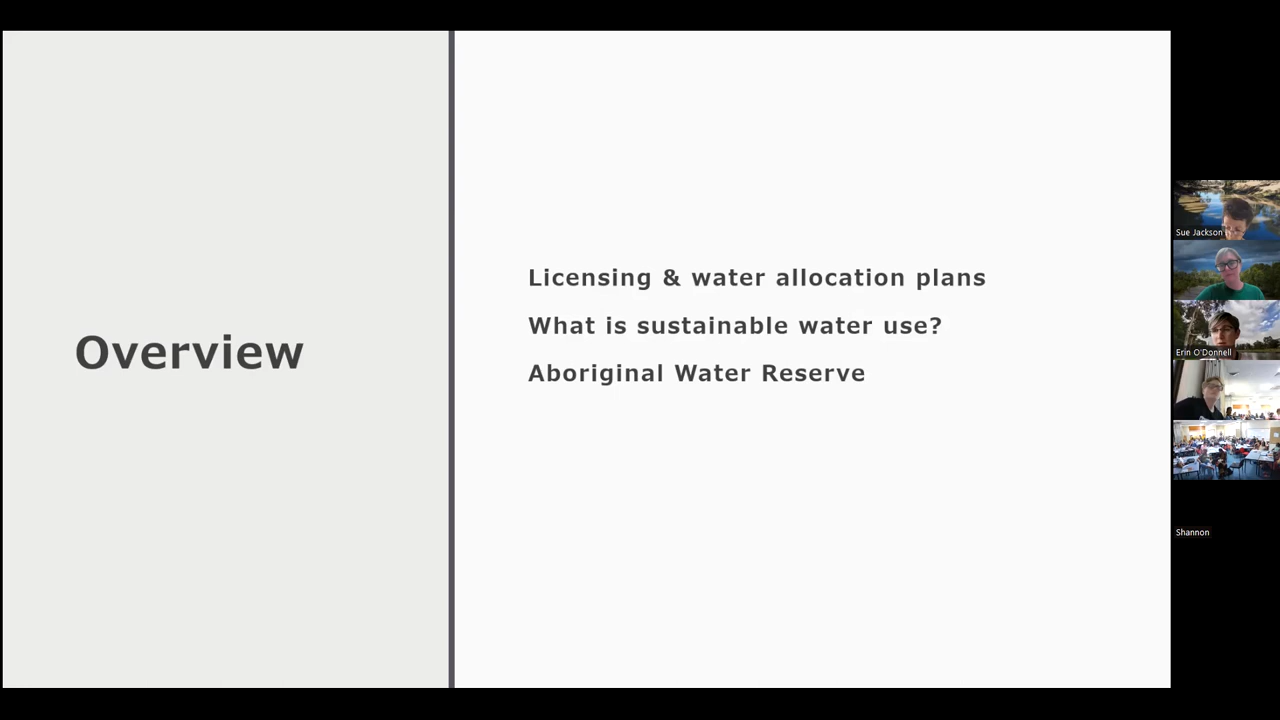 Overview
Licensing & water allocation plans
What is sustainable water use?
Aboriginal Water Reserve
Sue Jackson
Erin O'Donnell
Shannon